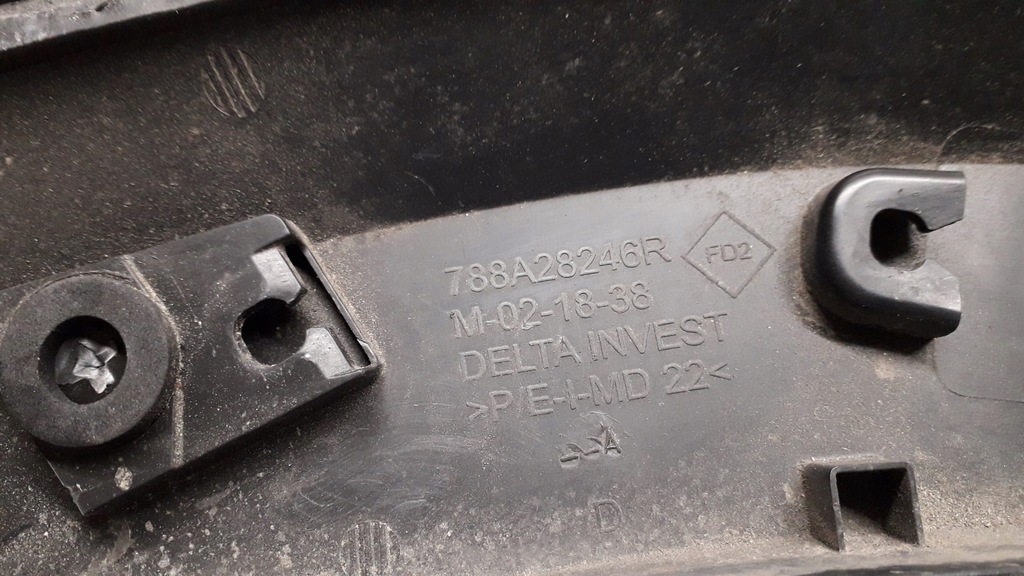 788A28246R
FD2
M-02-18-38
DELTA INVEST
>P/E-I-MD 22<
D